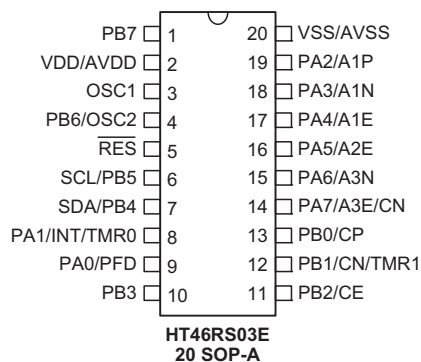 PB7 1 20 VSS/AVSS
VDD/AVDD 2 19 PA2/A1P
OSC1 3 18 PA3/A1N
PB6/OSC2 4 17 PA4/A1E
RES 5 16 PA5/A2E
SCL/PB5 6 15 PA6/A3N
SDA/PB4 7 14 PA7/A3E/CN
PA1/INT/TMR0 8 13 PB0/CP
PA0/PFD 9 12 PB1/CN/TMR1
PB3 10 11 PB2/CE
HT46RS03E
20 SOP-A